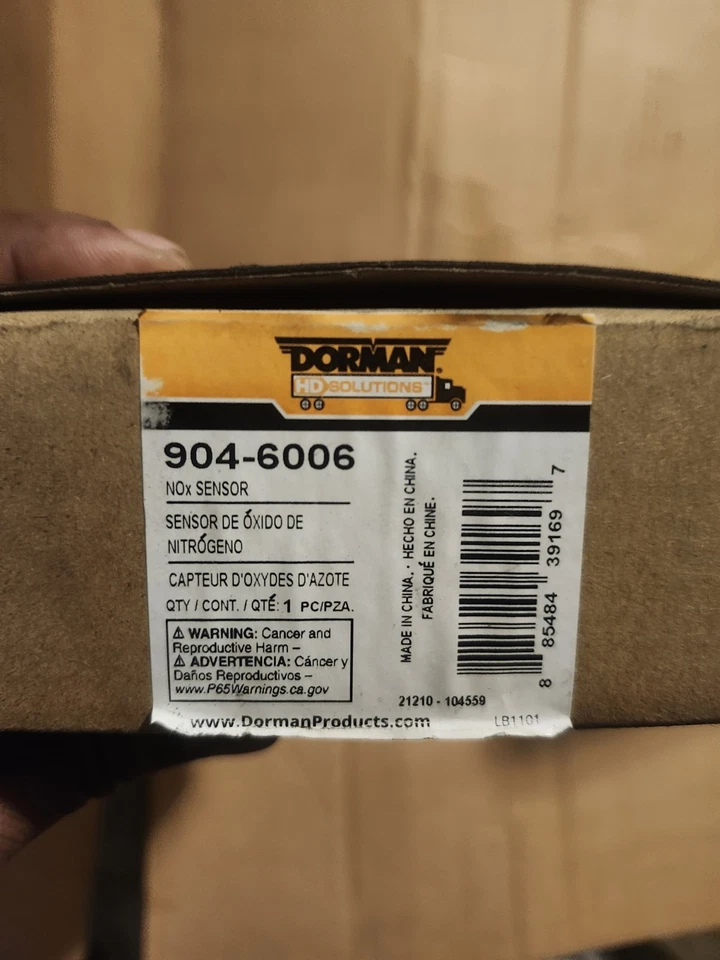 DORMAN®
HD SOLUTIONS™
904-6006
NOx SENSOR
SENSOR DE ÓXIDO DE
NITRÓGENO
CAPTEUR D'OXYDES D'AZOTE
QTY / CONT. / QTÉ: 1 PC/PZA.
⚠ WARNING: Cancer and
Reproductive Harm –
⚠ ADVERTENCIA: Cáncer y
Daños Reproductivos –
www.P65Warnings.ca.gov
MADE IN CHINA. · HECHO EN CHINA.
FABRIQUÉ EN CHINE.
8 85484 39169 7
21210 - 104559
www.DormanProducts.com
LB1101